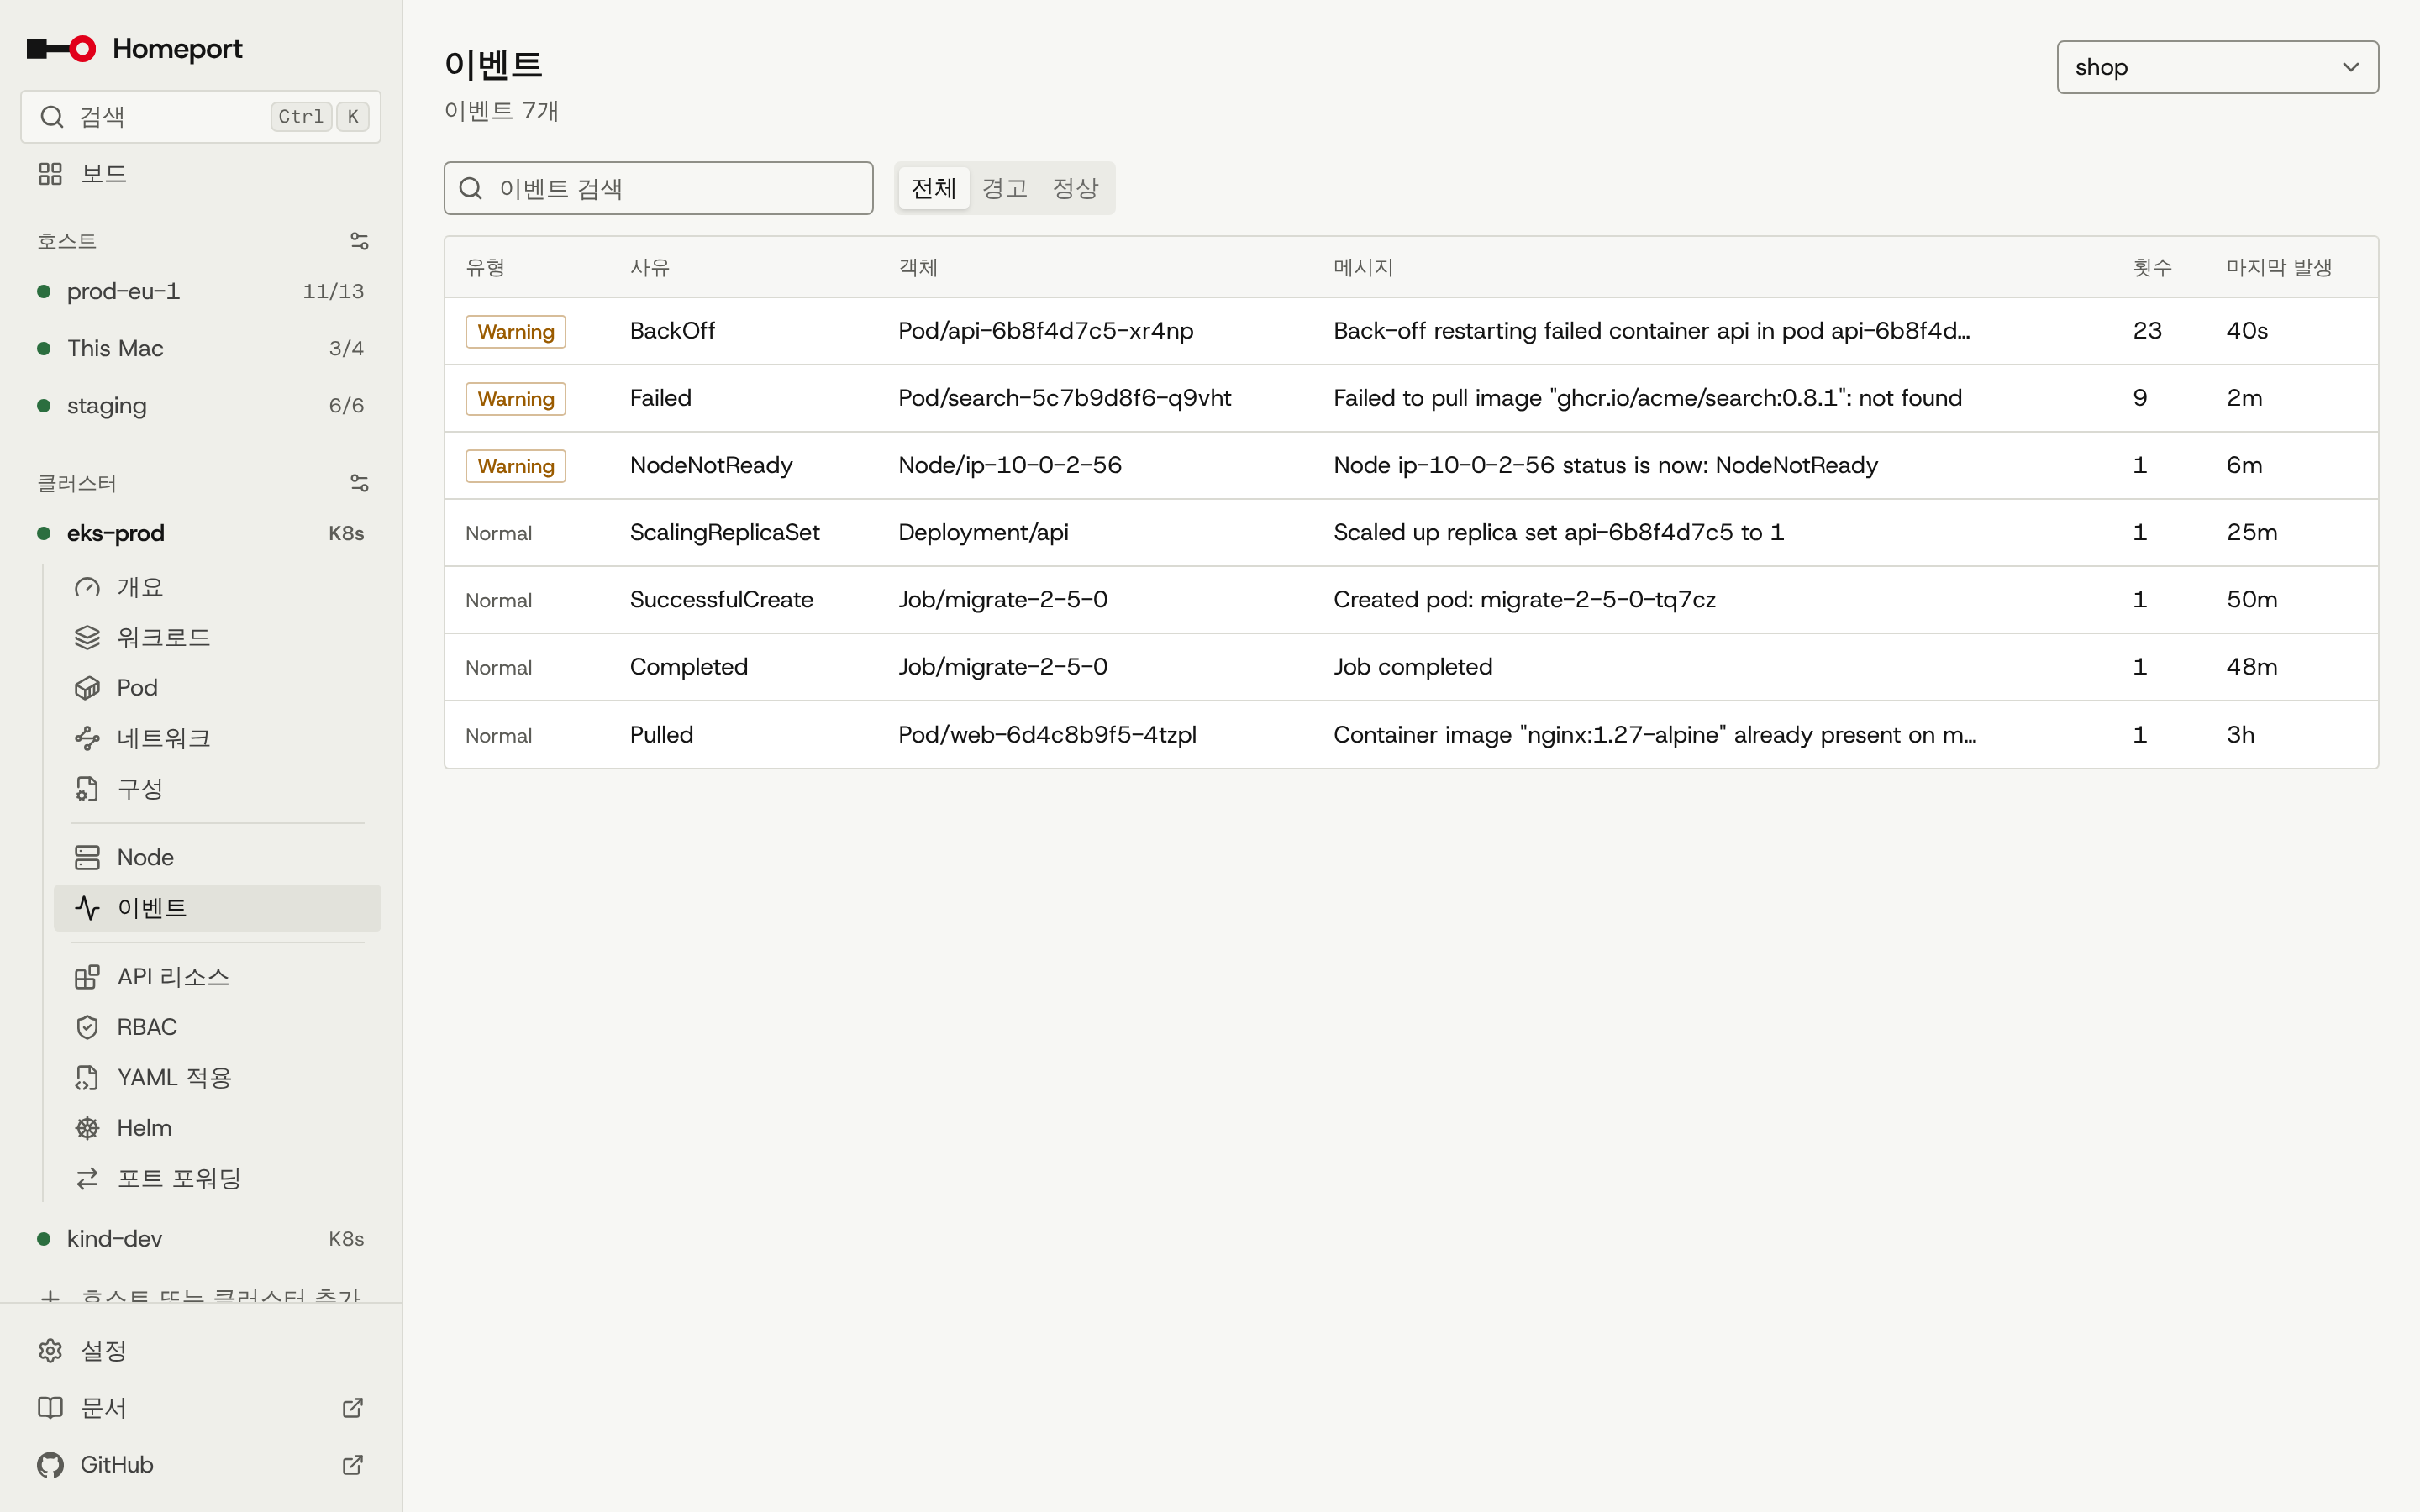 Homeport
검색 Ctrl K
보드
호스트
prod-eu-1 11/13
This Mac 3/4
staging 6/6
클러스터
eks-prod K8s
개요
워크로드
Pod
네트워크
구성
Node
이벤트
API 리소스
RBAC
YAML 적용
Helm
포트 포워딩
kind-dev K8s
호스트 또는 클러스터 추가
설정
문서
GitHub
이벤트
이벤트 7개
shop
이벤트 검색
전체 경고 정상
유형 사유 객체 메시지 횟수 마지막 발생
Warning BackOff Pod/api-6b8f4d7c5-xr4np Back-off restarting failed container api in pod api-6b8f4d... 23 40s
Warning Failed Pod/search-5c7b9d8f6-q9vht Failed to pull image "ghcr.io/acme/search:0.8.1": not found 9 2m
Warning NodeNotReady Node/ip-10-0-2-56 Node ip-10-0-2-56 status is now: NodeNotReady 1 6m
Normal ScalingReplicaSet Deployment/api Scaled up replica set api-6b8f4d7c5 to 1 1 25m
Normal SuccessfulCreate Job/migrate-2-5-0 Created pod: migrate-2-5-0-tq7cz 1 50m
Normal Completed Job/migrate-2-5-0 Job completed 1 48m
Normal Pulled Pod/web-6d4c8b9f5-4tzpl Container image "nginx:1.27-alpine" already present on m... 1 3h